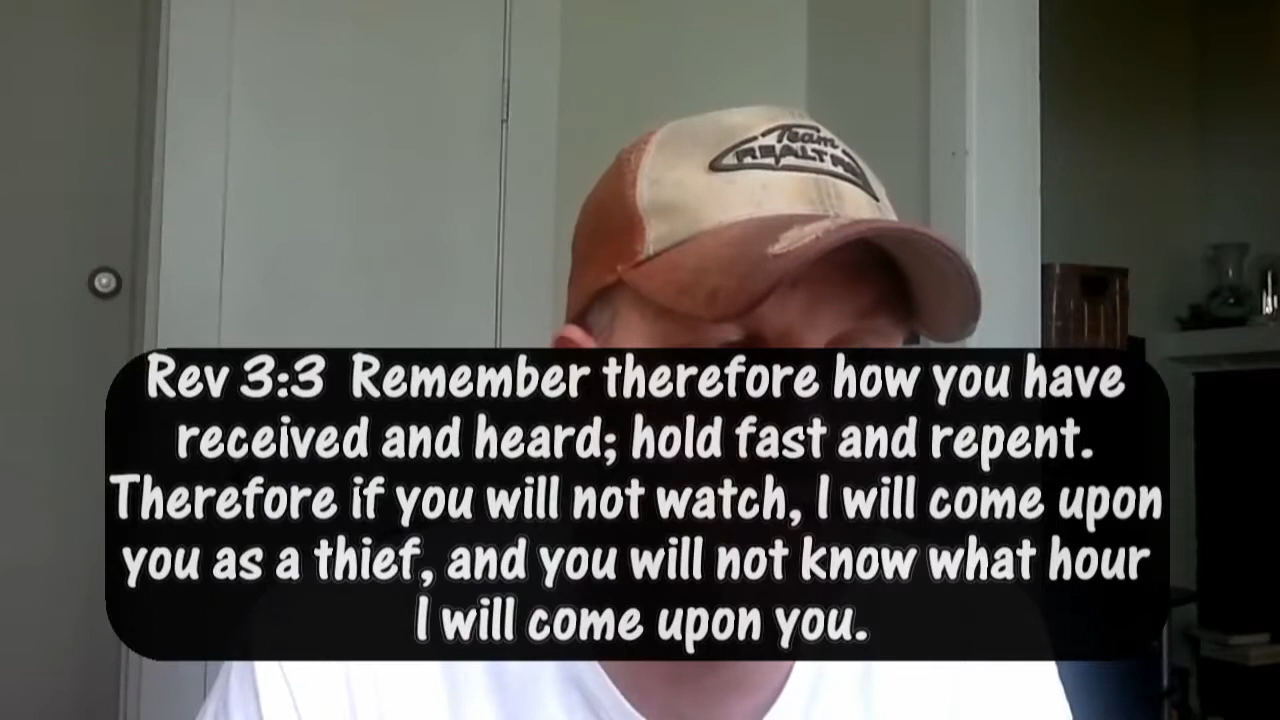 Team
Rev 3:3 Remember therefore how you have
received and heard; hold fast and repent.
Therefore if you will not watch, I will come upon
you as a thief, and you will not know what hour
I will come upon you.